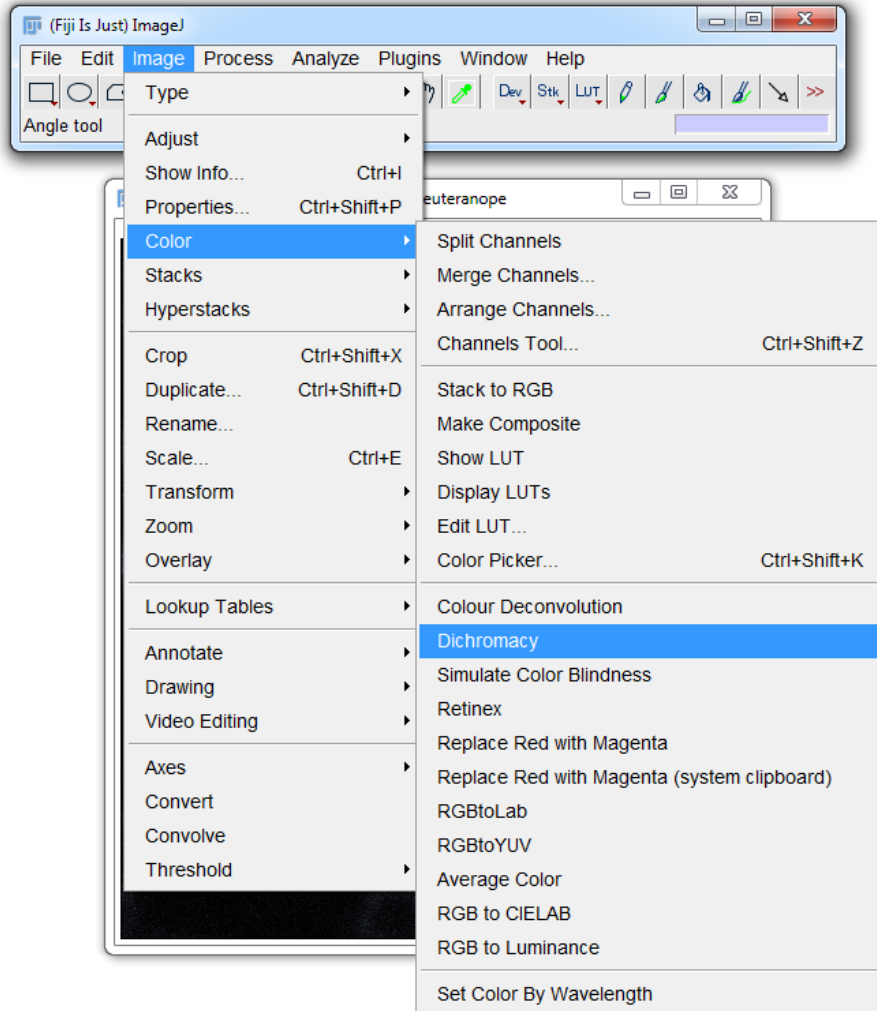 (Fiji Is Just) ImageJ
File Edit Image Process Analyze Plugins Window Help
Dev Stk LUT >>
Angle tool
euteranope
Type
Adjust
Show Info... Ctrl+I
Properties... Ctrl+Shift+P
Color
Stacks
Hyperstacks
Crop Ctrl+Shift+X
Duplicate... Ctrl+Shift+D
Rename...
Scale... Ctrl+E
Transform
Zoom
Overlay
Lookup Tables
Annotate
Drawing
Video Editing
Axes
Convert
Convolve
Threshold
Split Channels
Merge Channels...
Arrange Channels...
Channels Tool... Ctrl+Shift+Z
Stack to RGB
Make Composite
Show LUT
Display LUTs
Edit LUT...
Color Picker... Ctrl+Shift+K
Colour Deconvolution
Dichromacy
Simulate Color Blindness
Retinex
Replace Red with Magenta
Replace Red with Magenta (system clipboard)
RGBtoLab
RGBtoYUV
Average Color
RGB to CIELAB
RGB to Luminance
Set Color By Wavelength